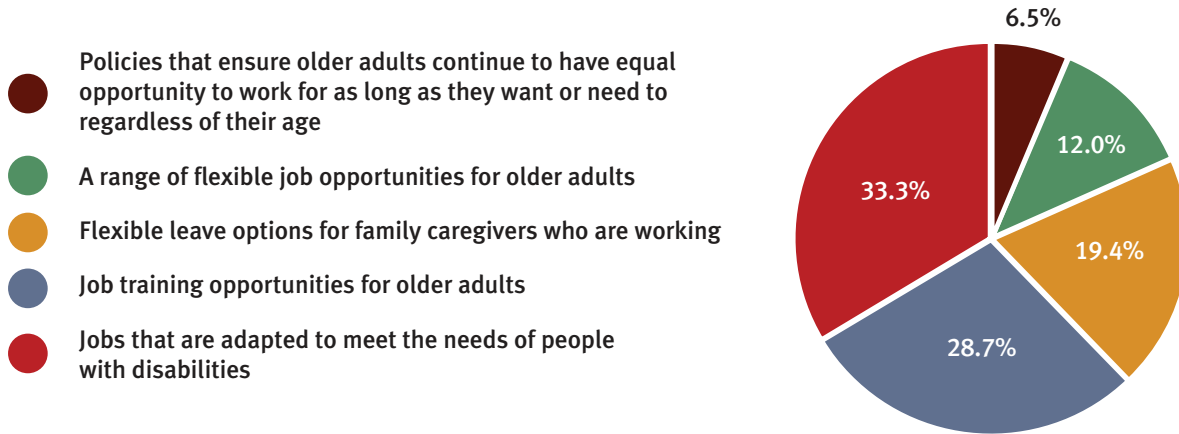 6.5%
Policies that ensure older adults continue to have equal
opportunity to work for as long as they want or need to
regardless of their age
12.0%
A range of flexible job opportunities for older adults
33.3%
Flexible leave options for family caregivers who are working
19.4%
Job training opportunities for older adults
Jobs that are adapted to meet the needs of people
with disabilities
28.7%